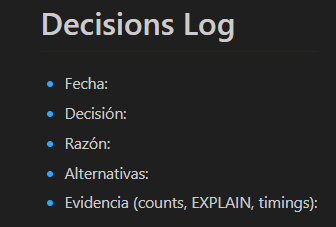 Decisions Log
Fecha:
Decisión:
Razón:
Alternativas:
Evidencia (counts, EXPLAIN, timings):